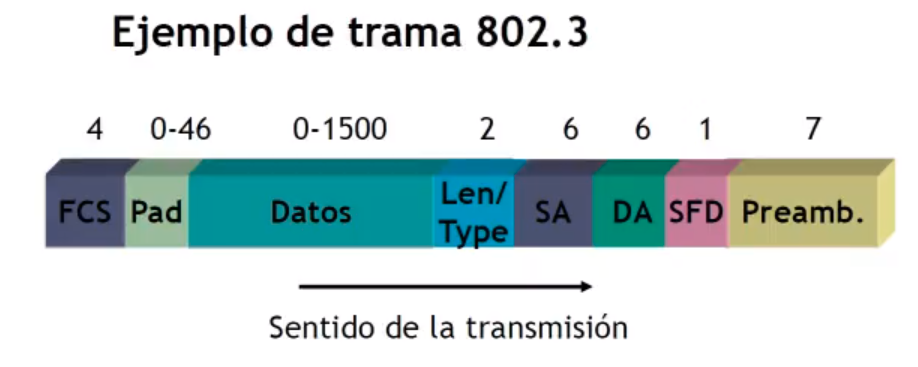 Ejemplo de trama 802.3
4 0-46 0-1500 2 6 6 1 7
FCS Pad Datos Len/ SA DA SFD Preamb.
Type
Sentido de la transmisión